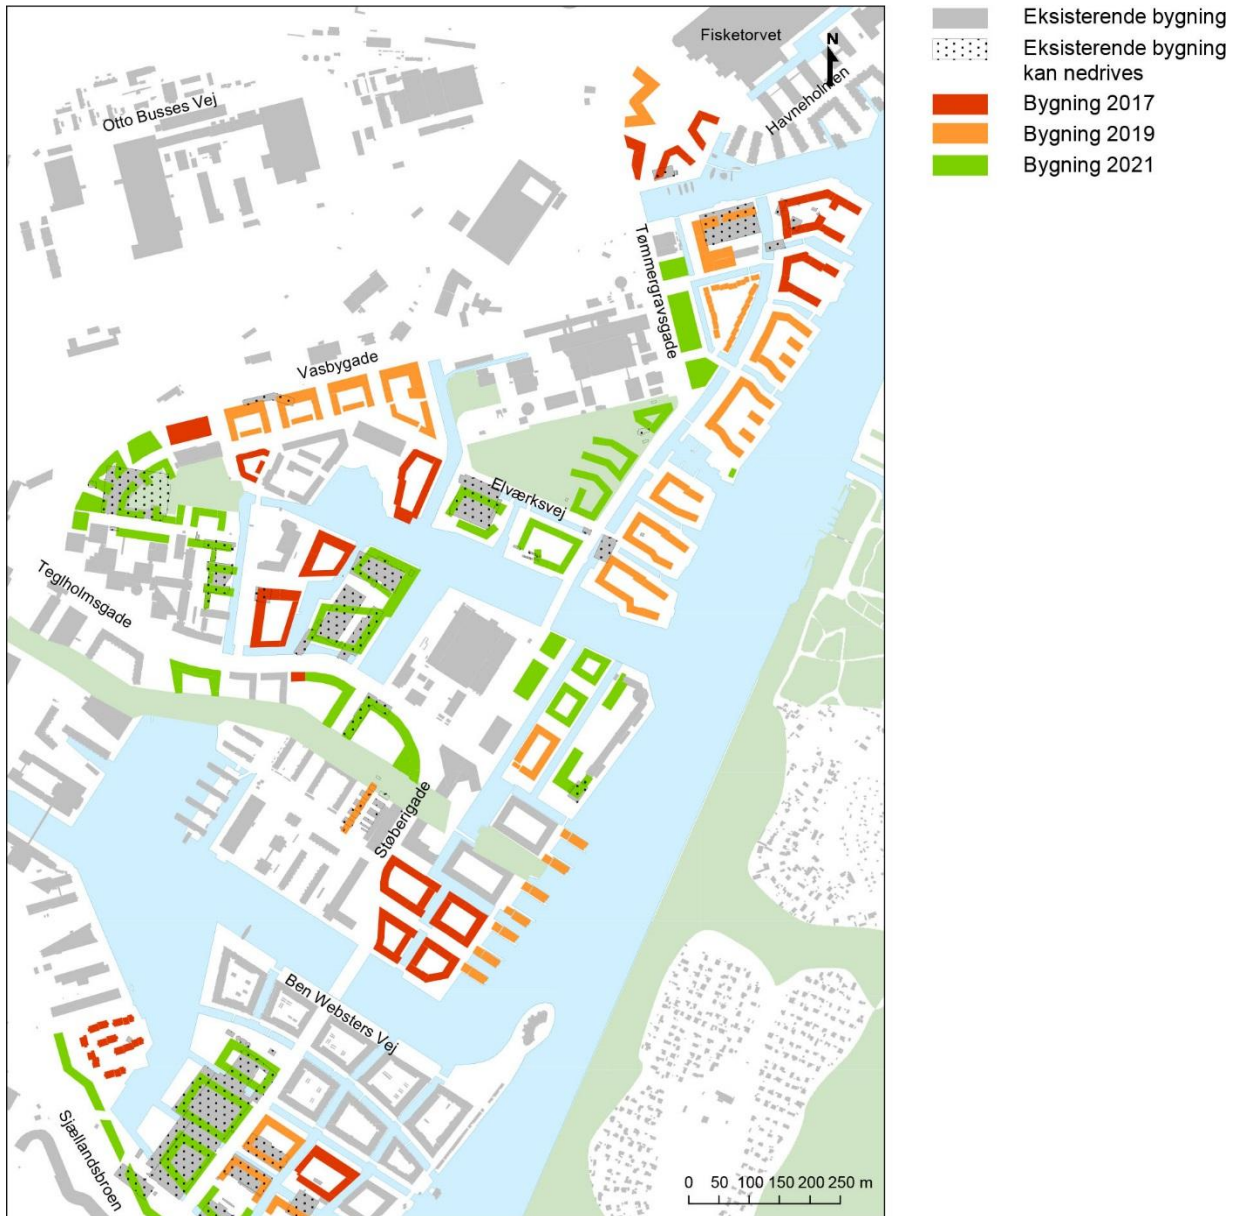 Fisketorvet
N
Havneholmen
Otto Busses Vej
Tømmergravsgade
Vasbygade
Elværksvej
Teglholmsgade
Støberigade
Ben Websters Vej
Sjællandsbroen
0 50 100 150 200 250 m
Eksisterende bygning
Eksisterende bygning
kan nedrives
Bygning 2017
Bygning 2019
Bygning 2021